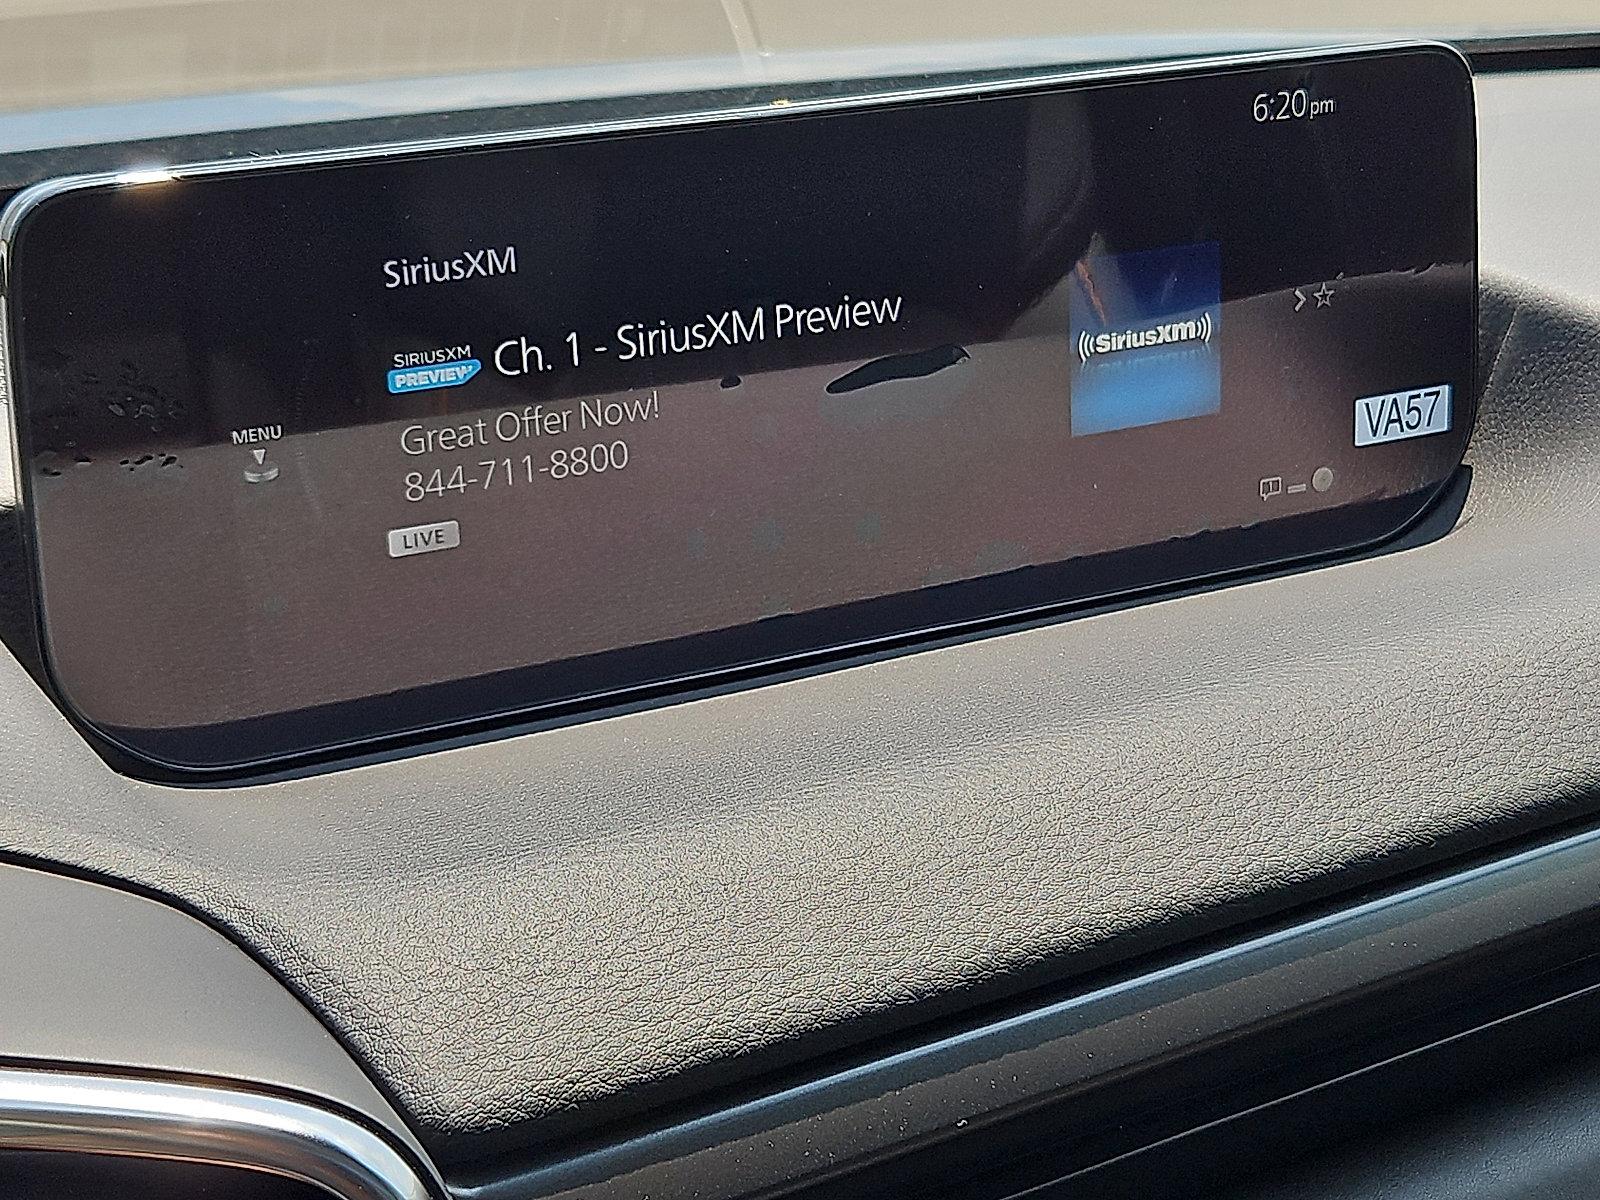 6:20pm
SiriusXM
SIRIUSXM
PREVIEW
Ch. 1 - SiriusXM Preview
((SiriusXm))
Great Offer Now!
844-711-8800
MENU
LIVE
VA57
1